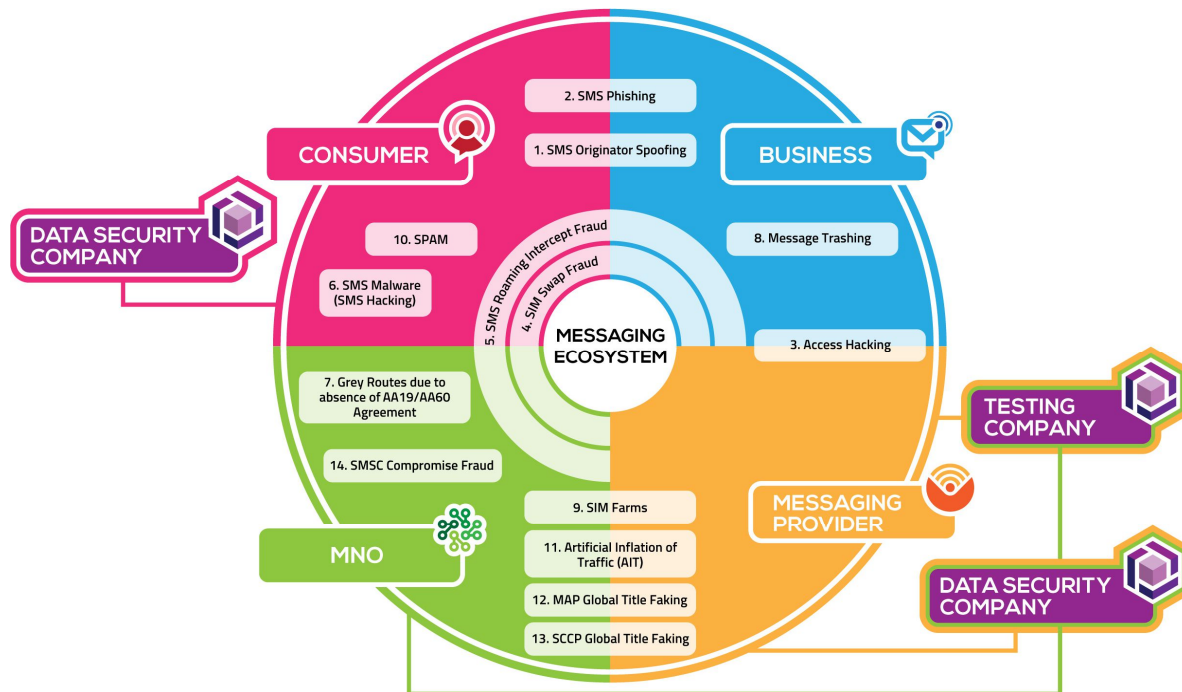 2. SMS Phishing
1. SMS Originator Spoofing
CONSUMER
BUSINESS
DATA SECURITY
COMPANY
10. SPAM
6. SMS Malware
(SMS Hacking)
8. Message Trashing
5. SMS Roaming Intercept Fraud
4. SIM Swap Fraud
MESSAGING
ECOSYSTEM
3. Access Hacking
7. Grey Routes due to
absence of AA19/AA60
Agreement
14. SMSC Compromise Fraud
MNO
9. SIM Farms
11. Artificial Inflation of
Traffic (AIT)
12. MAP Global Title Faking
13. SCCP Global Title Faking
MESSAGING
PROVIDER
TESTING
COMPANY
DATA SECURITY
COMPANY